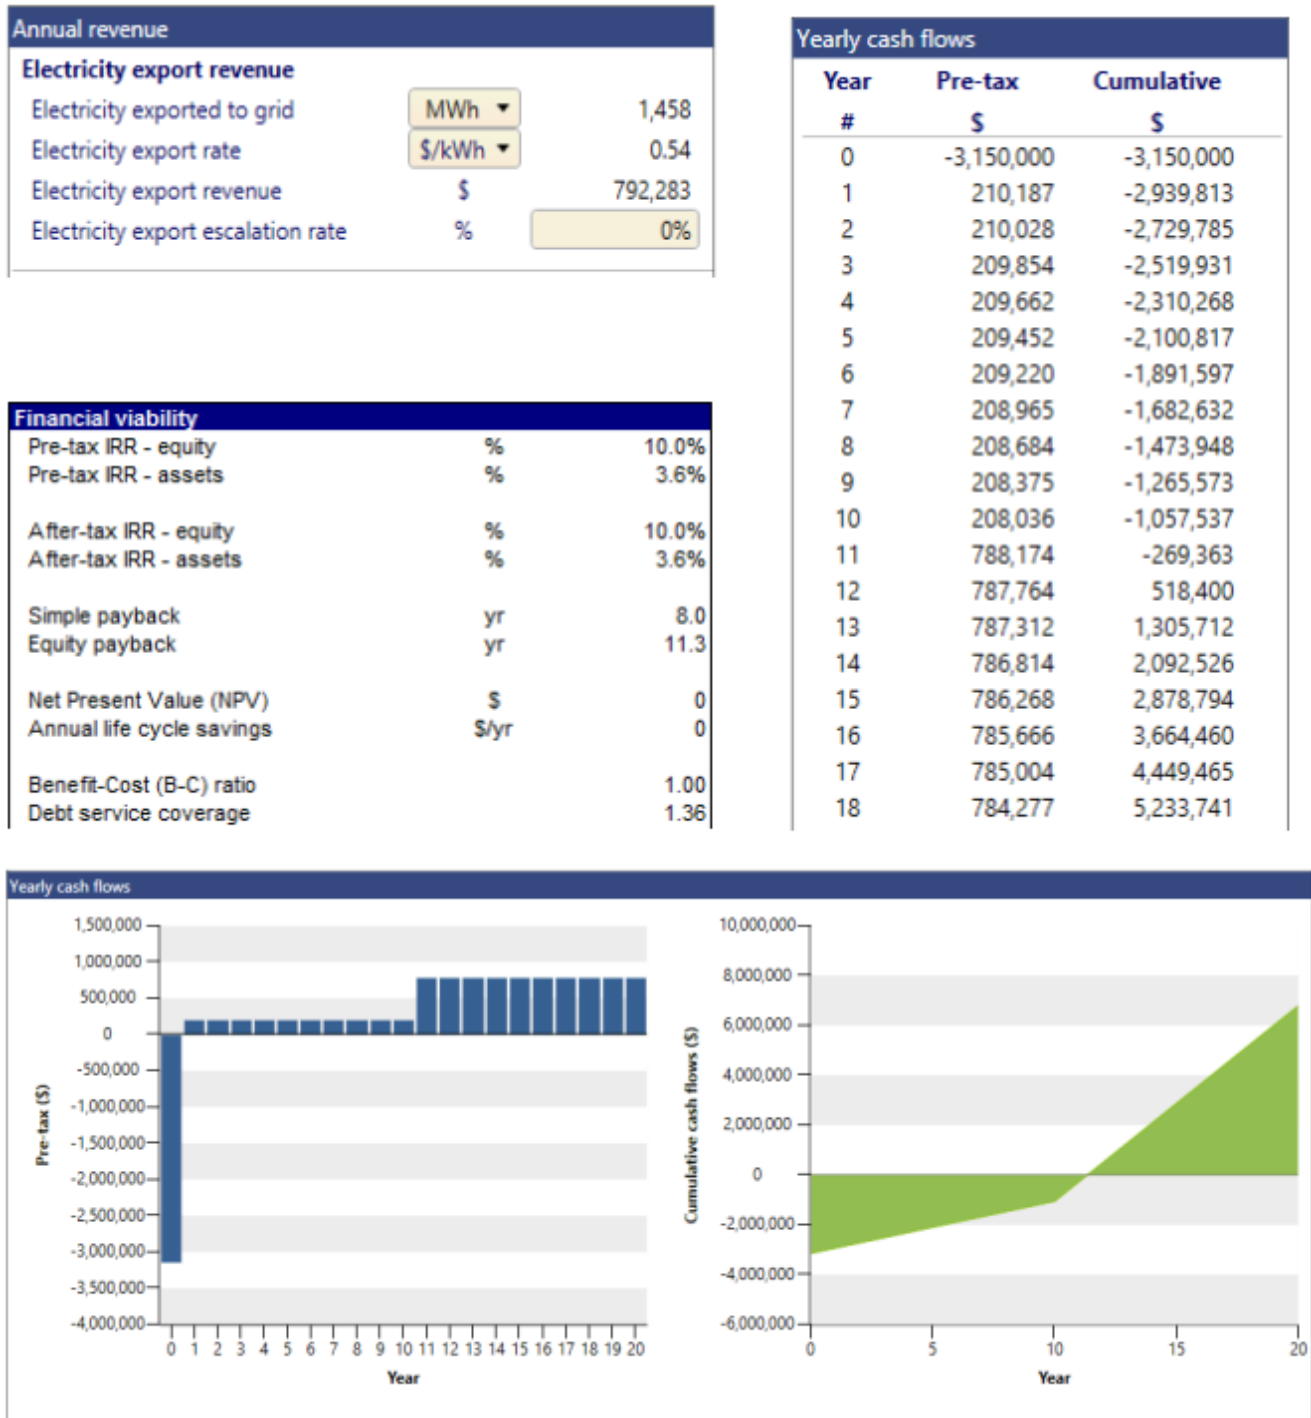 Annual revenue
Electricity export revenue
Electricity exported to grid MWh 1,458
Electricity export rate $/kWh 0.54
Electricity export revenue $ 792,283
Electricity export escalation rate % 0%
Financial viability
Pre-tax IRR - equity % 10.0%
Pre-tax IRR - assets % 3.6%
After-tax IRR - equity % 10.0%
After-tax IRR - assets % 3.6%
Simple payback yr 8.0
Equity payback yr 11.3
Net Present Value (NPV) $ 0
Annual life cycle savings $/yr 0
Benefit-Cost (B-C) ratio 1.00
Debt service coverage 1.36
Yearly cash flows
Year Pre-tax Cumulative
# $ $
0 -3,150,000 -3,150,000
1 210,187 -2,939,813
2 210,028 -2,729,785
3 209,854 -2,519,931
4 209,662 -2,310,268
5 209,452 -2,100,817
6 209,220 -1,891,597
7 208,965 -1,682,632
8 208,684 -1,473,948
9 208,375 -1,265,573
10 208,036 -1,057,537
11 788,174 -269,363
12 787,764 518,400
13 787,312 1,305,712
14 786,814 2,092,526
15 786,268 2,878,794
16 785,666 3,664,460
17 785,004 4,449,465
18 784,277 5,233,741
Yearly cash flows
Pre-tax ($)
1,500,000
1,000,000
500,000
0
-500,000
-1,000,000
-1,500,000
-2,000,000
-2,500,000
-3,000,000
-3,500,000
-4,000,000
0 1 2 3 4 5 6 7 8 9 10 11 12 13 14 15 16 17 18 19 20
Year
Cumulative cash flows ($)
10,000,000
8,000,000
6,000,000
4,000,000
2,000,000
0
-2,000,000
-4,000,000
-6,000,000
0 5 10 15 20
Year